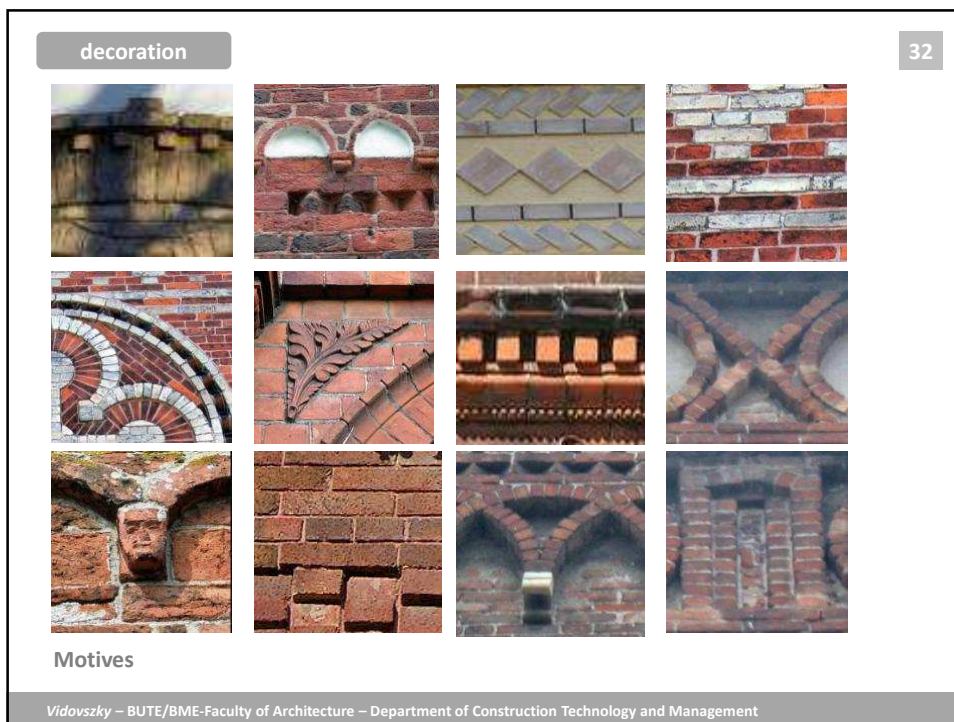 decoration
32
Motives
Vidovszky – BUTE/BME-Faculty of Architecture – Department of Construction Technology and Management